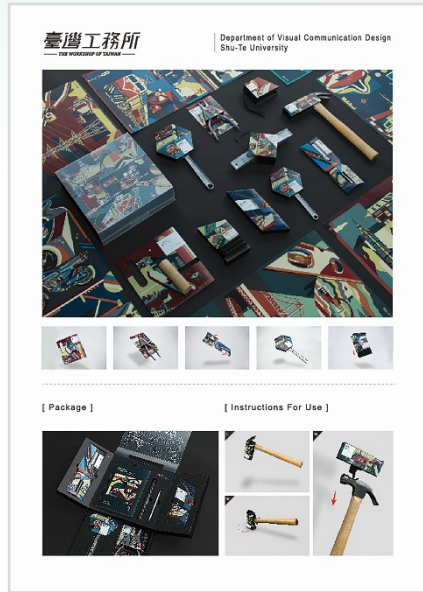 臺灣工務所
THE WORKSHOP OF TAIWAN
Department of Visual Communication Design
Shu-Te University
[ Package ]
[ Instructions For Use ]